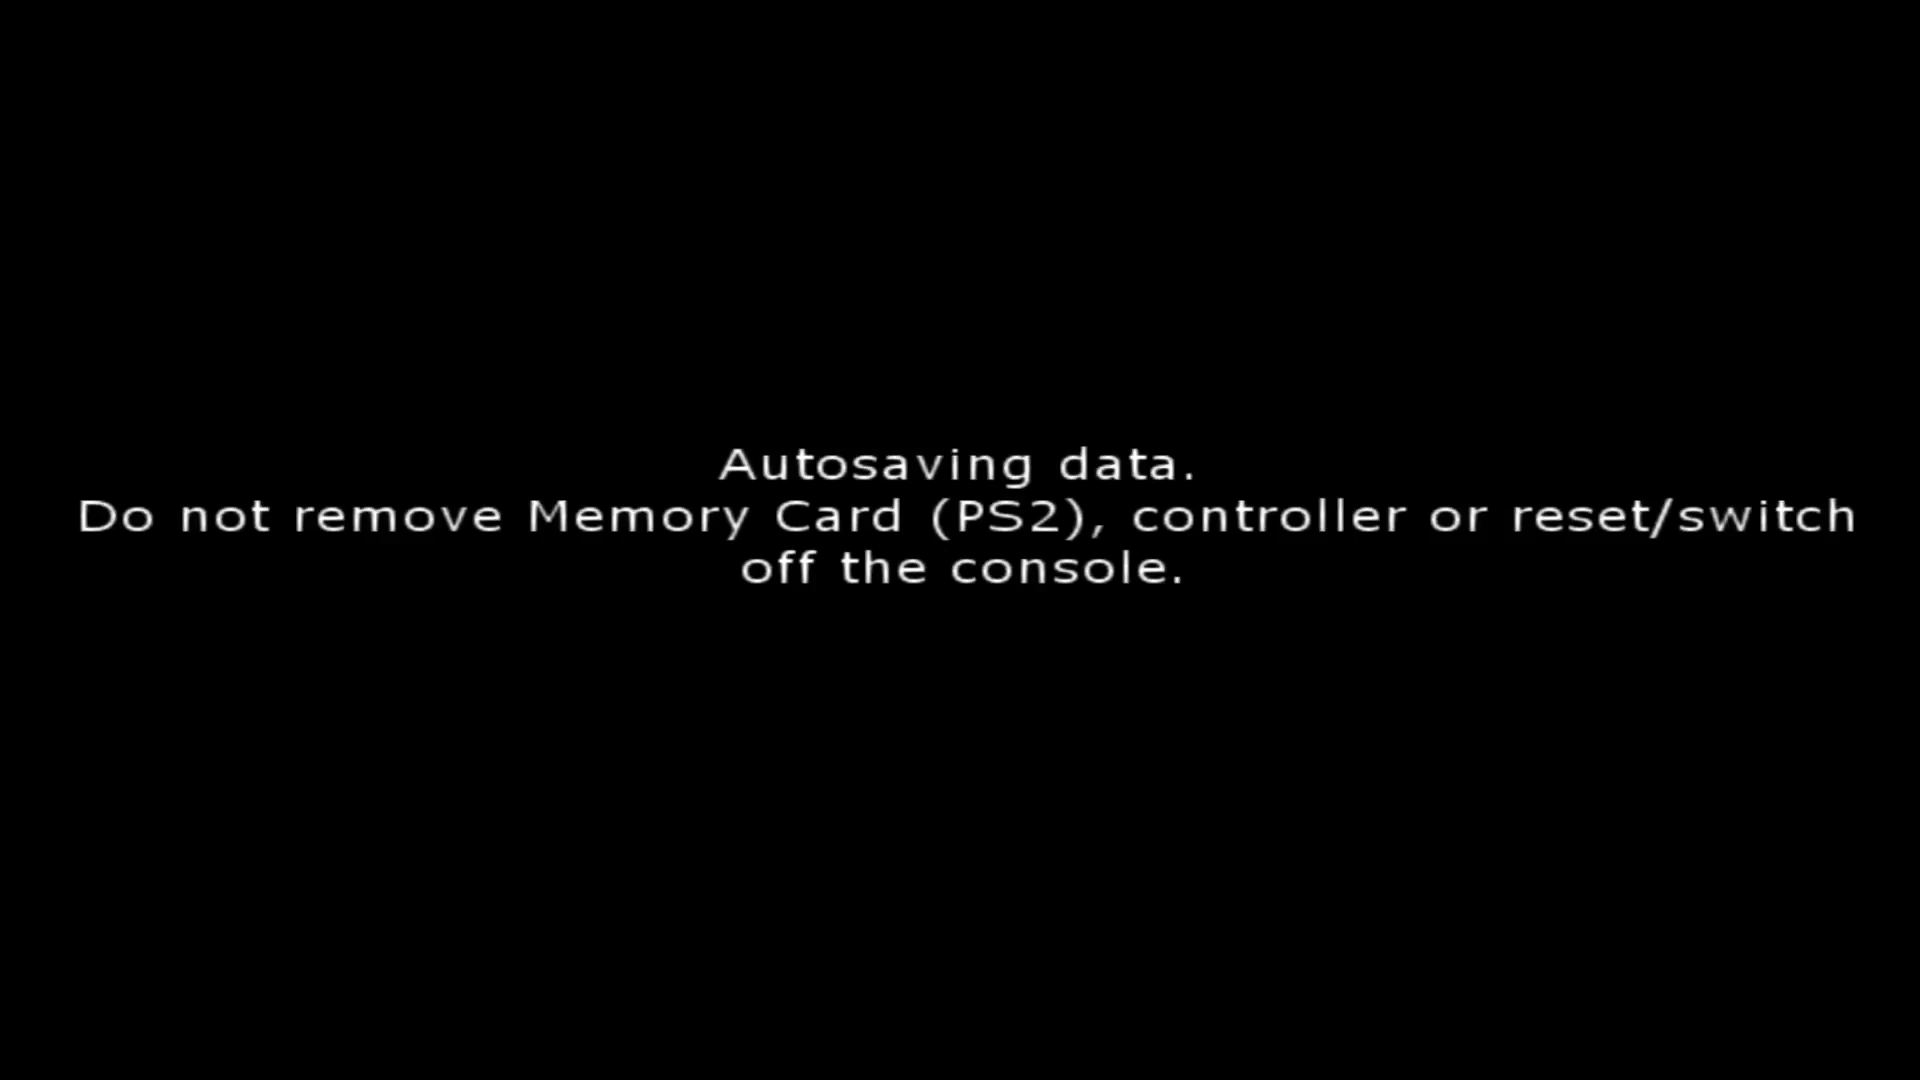 Autosaving data.
Do not remove Memory Card (PS2), controller or reset/switch
off the console.